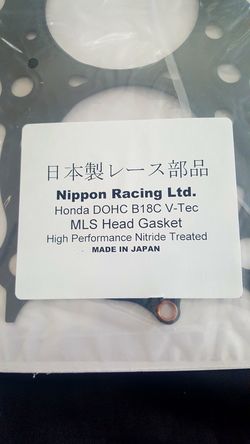 日本製レース部品
Nippon Racing Ltd.
Honda DOHC B18C V-Tec
MLS Head Gasket
High Performance Nitride Treated
MADE IN JAPAN